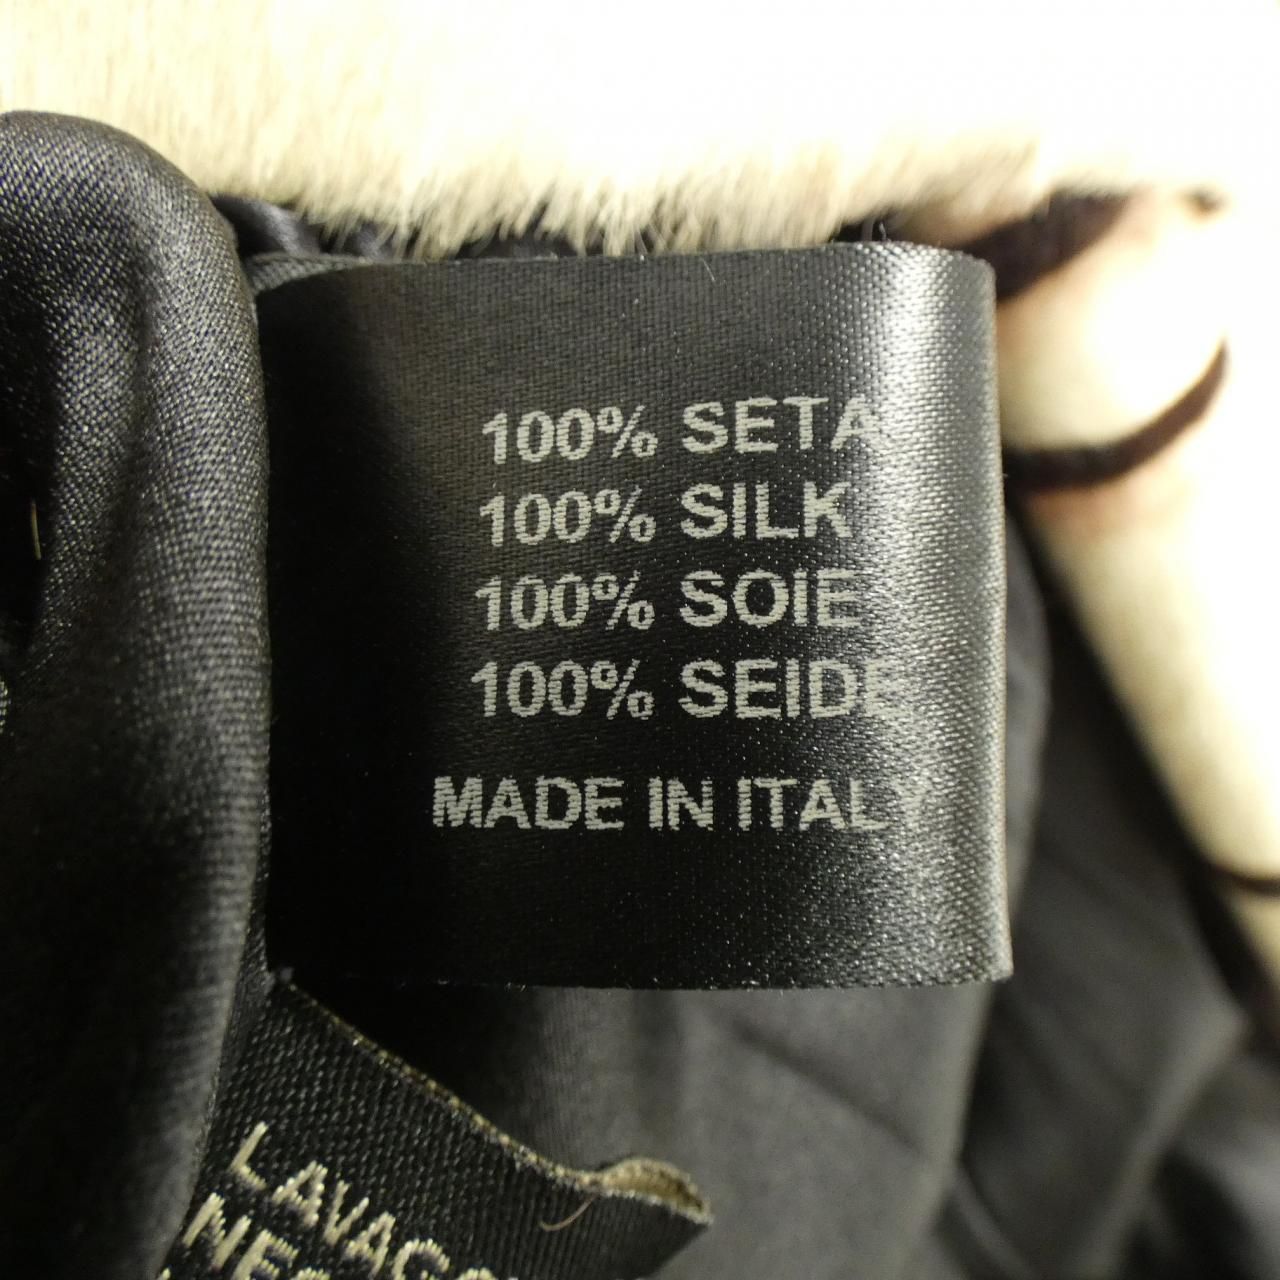 100% SETA
100% SILK
100% SOIE
100% SEIDE
MADE IN ITALY